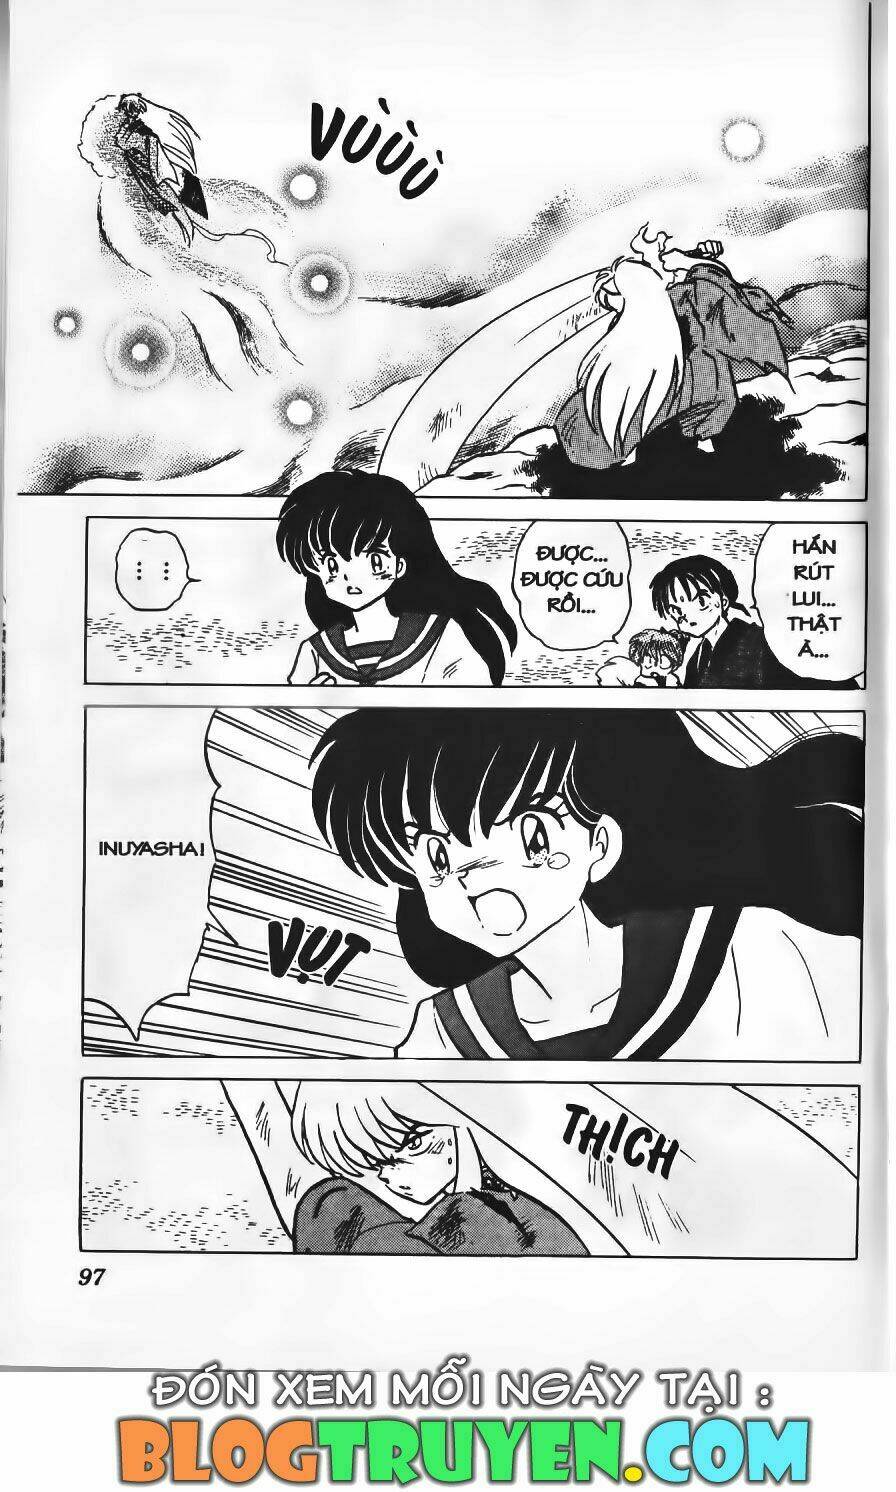 VÙÙÙ
HẮN
RÚT
LUI...
THẬT
À...
ĐƯỢC...
ĐƯỢC CỨU
RỒI...
INUYASHA!
VỤT
THỊCH
97
ĐÓN XEM MỖI NGÀY TẠI :
BLOGTRUYEN.COM